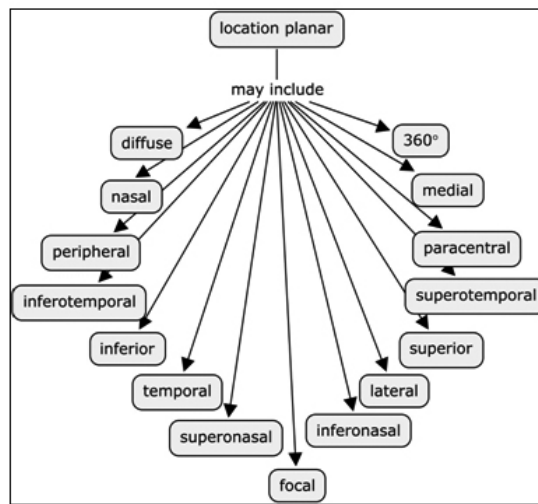 location planar
may include
diffuse
360°
nasal
medial
peripheral
paracentral
inferotemporal
superotemporal
inferior
superior
temporal
lateral
superonasal
inferonasal
focal